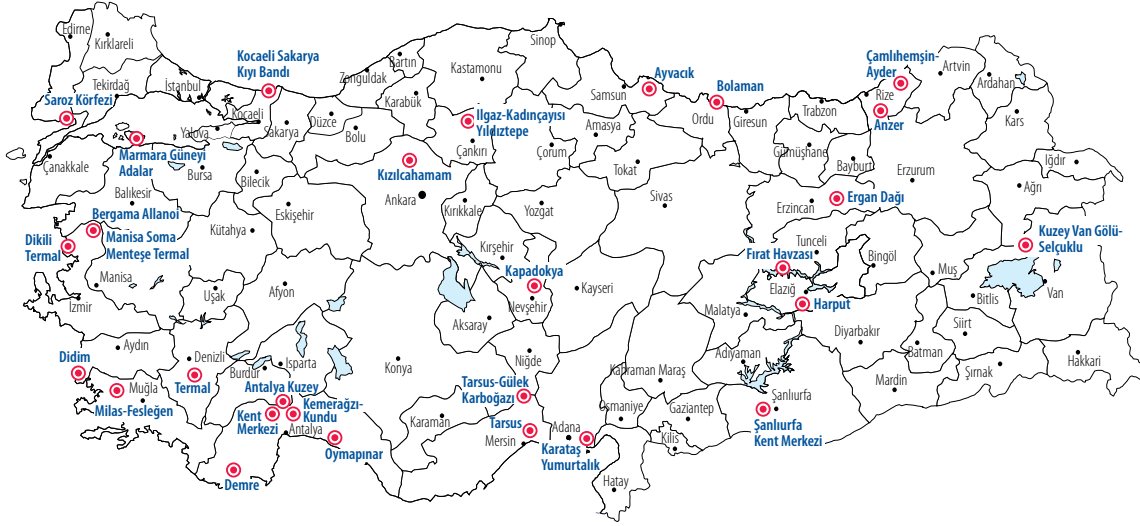 Edirne
Kırklareli
Tekirdağ
İstanbul
Kocaeli Sakarya
Kıyı Bandı
Saroz Körfezi
Kocaeli
Yalova
Sakarya
Düzce
Bolu
Zonguldak
Bartın
Karabük
Kastamonu
Sinop
Samsun
Ayvacık
Bolaman
Ordu
Giresun
Trabzon
Rize
Çamlıhemşin-
Ayder
Artvin
Ardahan
Kars
Anzer
Iğdır
Ağrı
Çanakkale
Marmara Güneyi
Adalar
Bursa
Bilecik
Balıkesir
Bergama Allanoi
Manisa Soma
Menteşe Termal
Dikili
Termal
Kütahya
Eskişehir
Ankara
Kızılcahamam
Ilgaz-Kadınçayısı
Yıldıztepe
Çankırı
Çorum
Amasya
Tokat
Kırıkkale
Yozgat
Sivas
Gümüşhane
Bayburt
Erzurum
Erzincan
Ergan Dağı
Tunceli
Bingöl
Fırat Havzası
Elazığ
Harput
Muş
Kuzey Van Gölü-
Selçuklu
Van
Bitlis
Siirt
Hakkari
Şırnak
Batman
Diyarbakır
Mardin
Malatya
Adıyaman
Şanlıurfa
Şanlıurfa
Kent Merkezi
Manisa
İzmir
Uşak
Afyon
Kırşehir
Kapadokya
Nevşehir
Kayseri
Aksaray
Niğde
Konya
Karaman
Aydın
Didim
Muğla
Milas-Fesleğen
Denizli
Termal
Burdur
Isparta
Antalya Kuzey
Kent
Merkezi
Kemerağzı-
Kundu
Antalya
Oymapınar
Demre
Tarsus-Gülek
Karboğazı
Tarsus
Mersin
Adana
Karataş
Yumurtalık
Kahraman Maraş
Osmaniye
Gaziantep
Kilis
Hatay